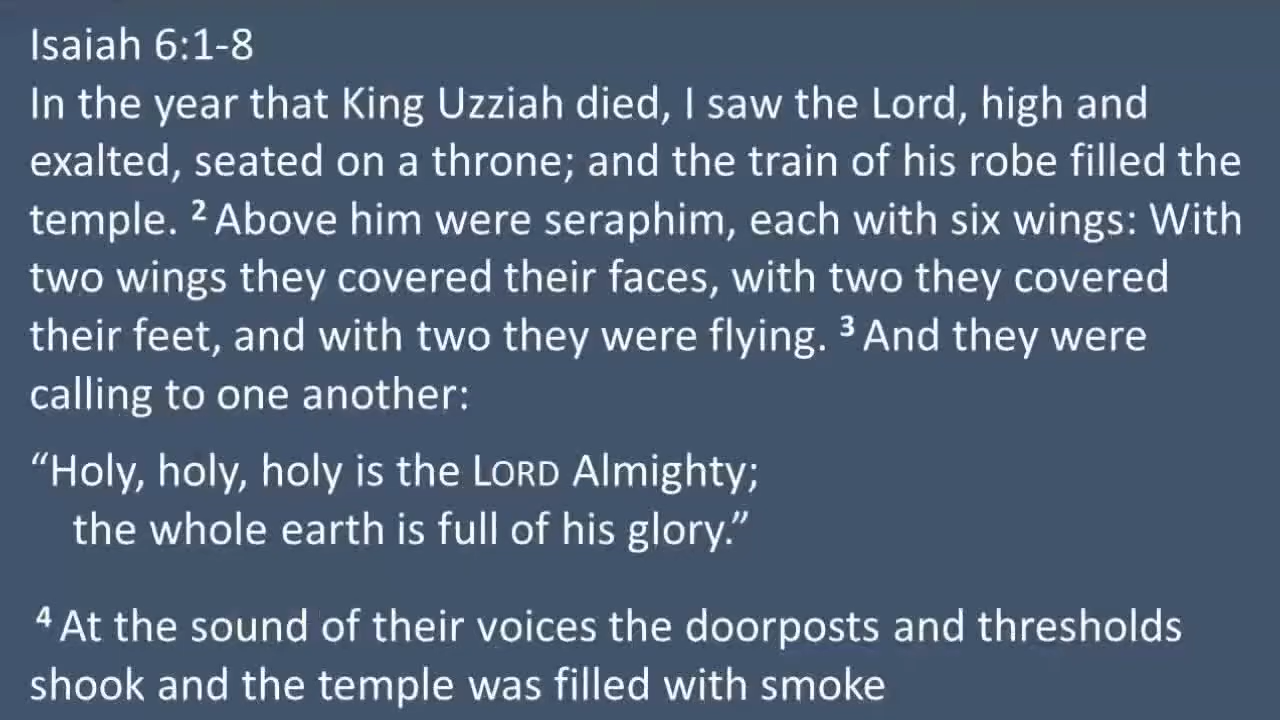 Isaiah 6:1-8
In the year that King Uzziah died, I saw the Lord, high and
exalted, seated on a throne; and the train of his robe filled the
temple. ² Above him were seraphim, each with six wings: With
two wings they covered their faces, with two they covered
their feet, and with two they were flying. ³ And they were
calling to one another:
“Holy, holy, holy is the LORD Almighty;
the whole earth is full of his glory.”
⁴ At the sound of their voices the doorposts and thresholds
shook and the temple was filled with smoke